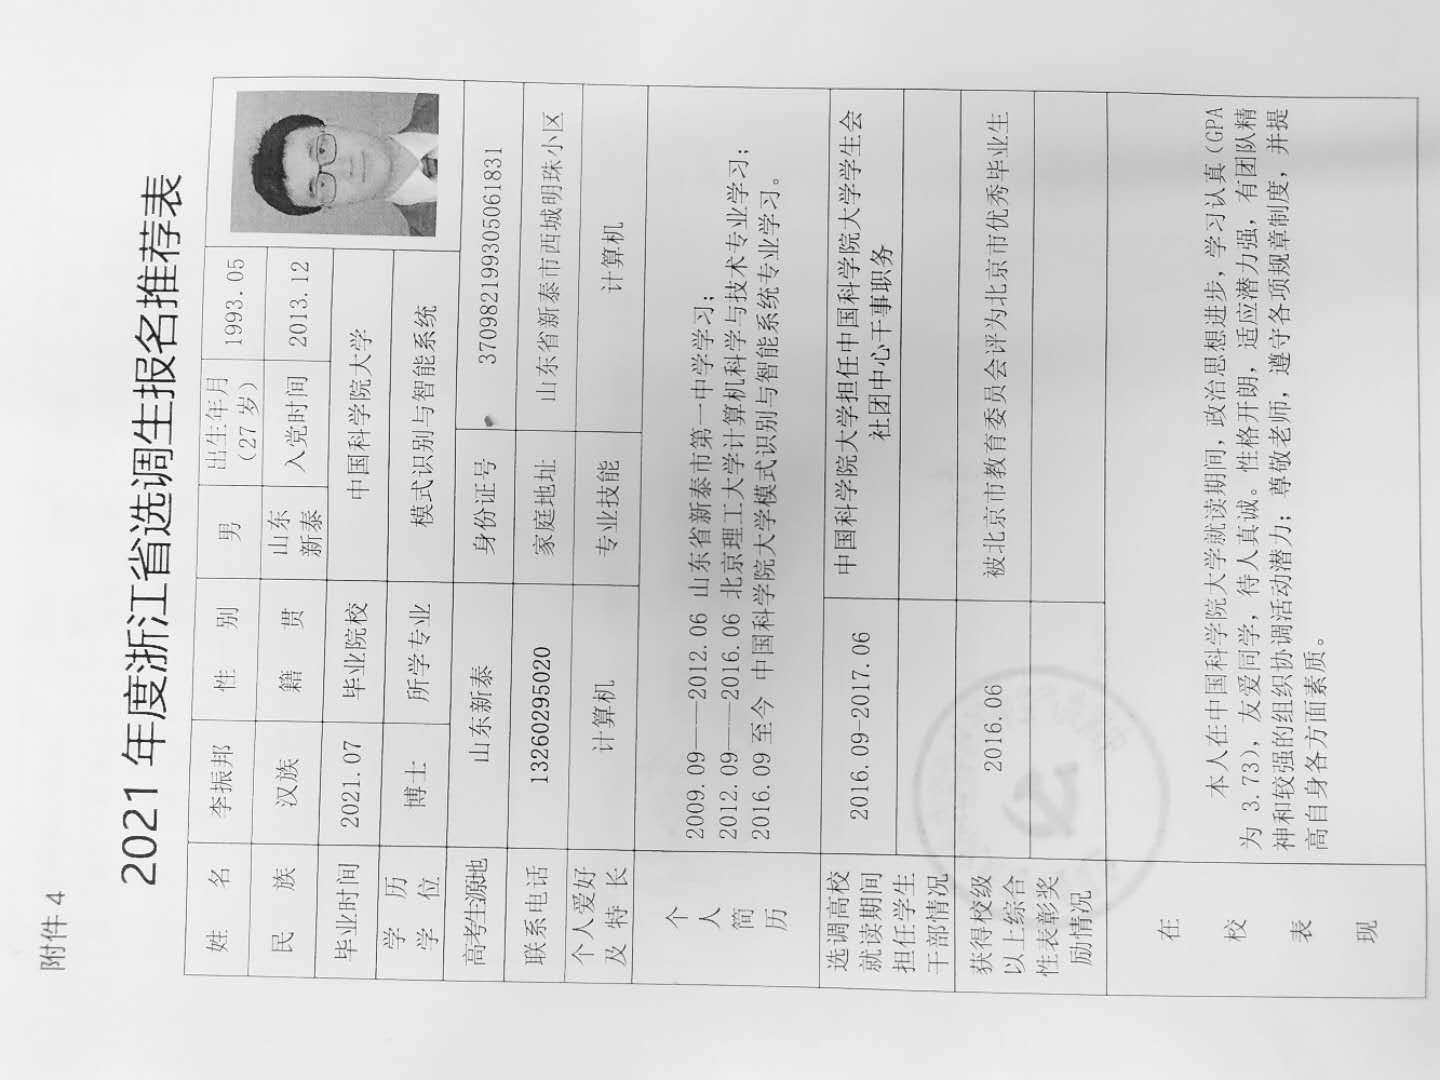 附件4
2021 年度浙江省选调生报名推荐表
姓 名 李振邦 性 别 男 出生年月（27 岁） 1993.05
民 族 汉族 籍 贯 山东新泰 入党时间 2013.12
毕业时间 2021.07 毕业院校 中国科学院大学
学 历 学 位 博士 所学专业 模式识别与智能系统
高考生源地 山东新泰 身份证号 370982199305061831
联系电话 13260295020 家庭地址 山东省新泰市西城明珠小区
个人爱好及特长 计算机 专业技能 计算机
个人简历
2009.09——2012.06 山东省新泰市第一中学学习；
2012.09——2016.06 北京理工大学计算机科学与技术专业学习；
2016.09 至今 中国科学院大学模式识别与智能系统专业学习。
选调高校
就读期间
担任学生
干部情况
2016.09-2017.06
中国科学院大学担任中国科学院大学学生会
社团中心干事职务
获得校级
以上综合
性表彰奖
励情况
2016.06
被北京市教育委员会评为北京市优秀毕业生
在校表现
本人在中国科学院大学就读期间，政治思想进步，学习认真（GPA
为 3.73），友爱同学，待人真诚。性格开朗，适应潜力强，有团队精
神和较强的组织协调活动潜力；尊敬老师，遵守各项规章制度，并提
高自身各方面素质。